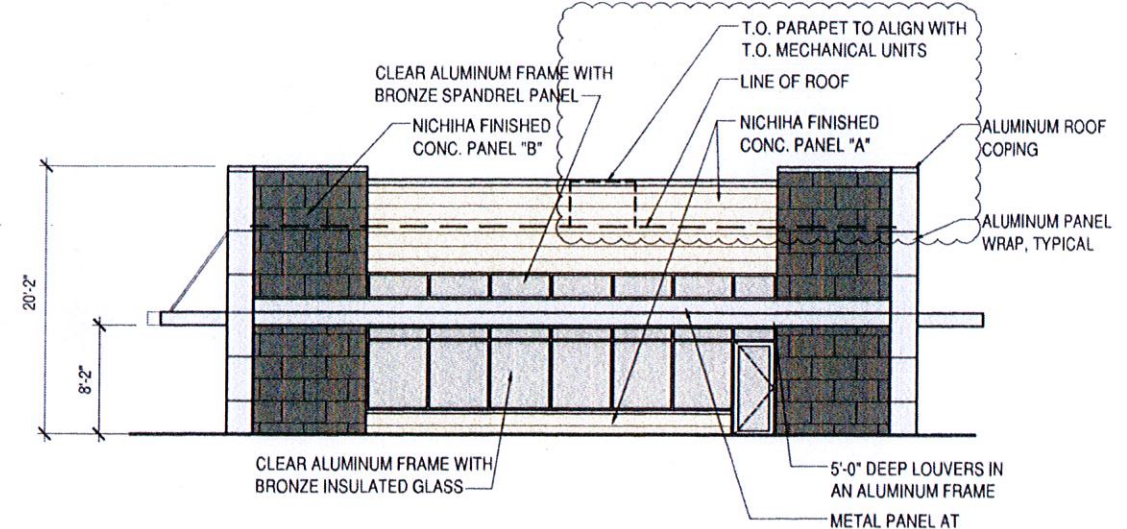 T.O. PARAPET TO ALIGN WITH
T.O. MECHANICAL UNITS
CLEAR ALUMINUM FRAME WITH
BRONZE SPANDREL PANEL
LINE OF ROOF
NICHIHA FINISHED
CONC. PANEL "B"
NICHIHA FINISHED
CONC. PANEL "A"
ALUMINUM ROOF
COPING
ALUMINUM PANEL
WRAP, TYPICAL
20'-2"
8'-2"
CLEAR ALUMINUM FRAME WITH
BRONZE INSULATED GLASS
5'-0" DEEP LOUVERS IN
AN ALUMINUM FRAME
METAL PANEL AT